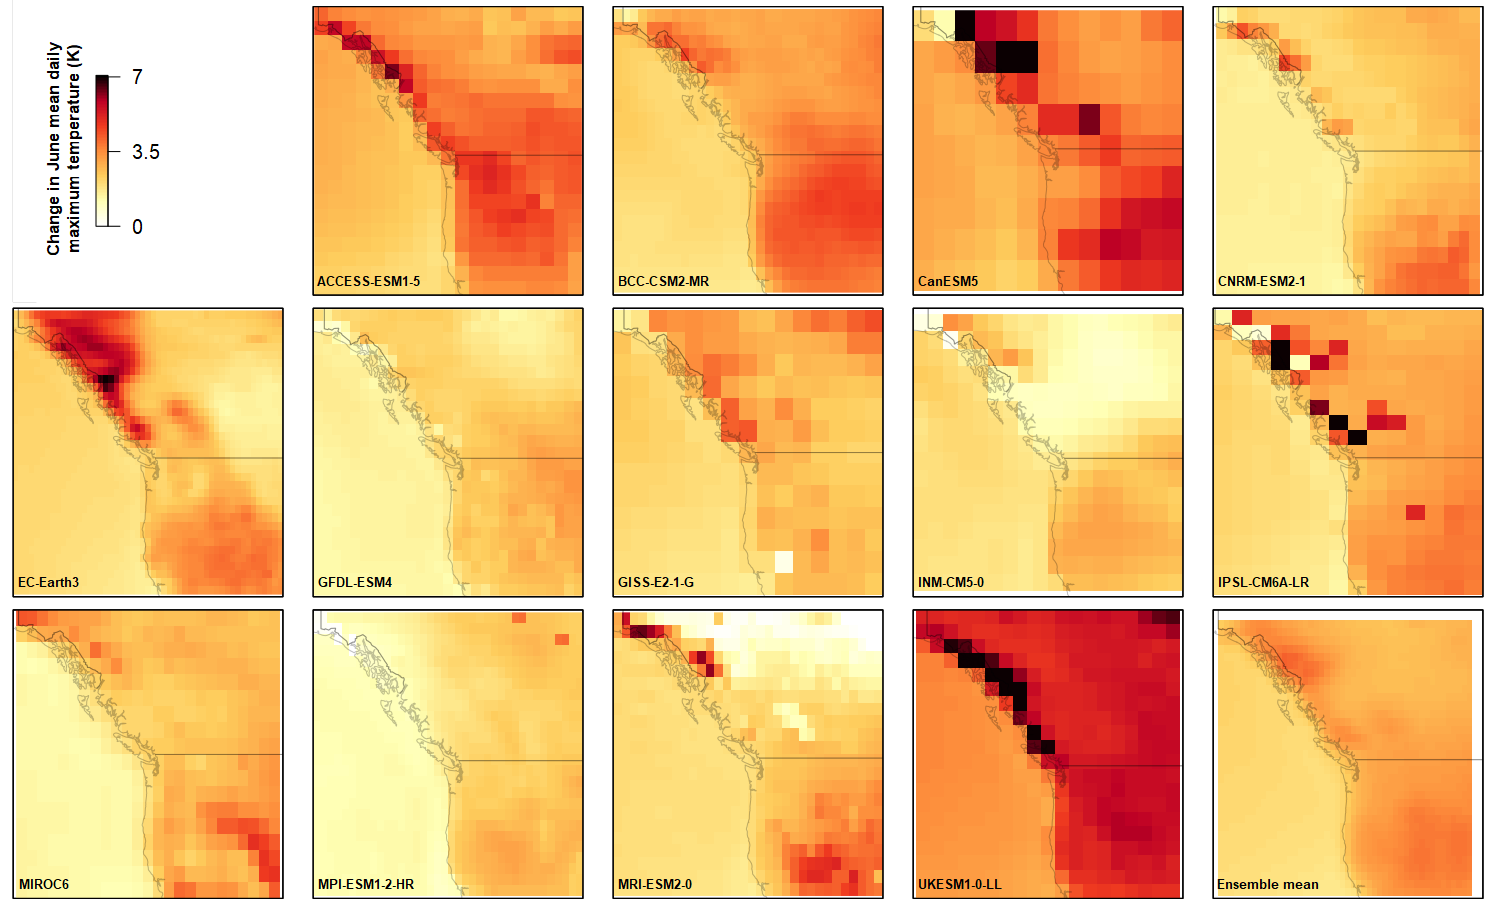 Change in June mean daily
maximum temperature (K)
7
3.5
0
ACCESS-ESM1-5
BCC-CSM2-MR
CanESM5
CNRM-ESM2-1
EC-Earth3
GFDL-ESM4
GISS-E2-1-G
INM-CM5-0
IPSL-CM6A-LR
MIROC6
MPI-ESM1-2-HR
MRI-ESM2-0
UKESM1-0-LL
Ensemble mean